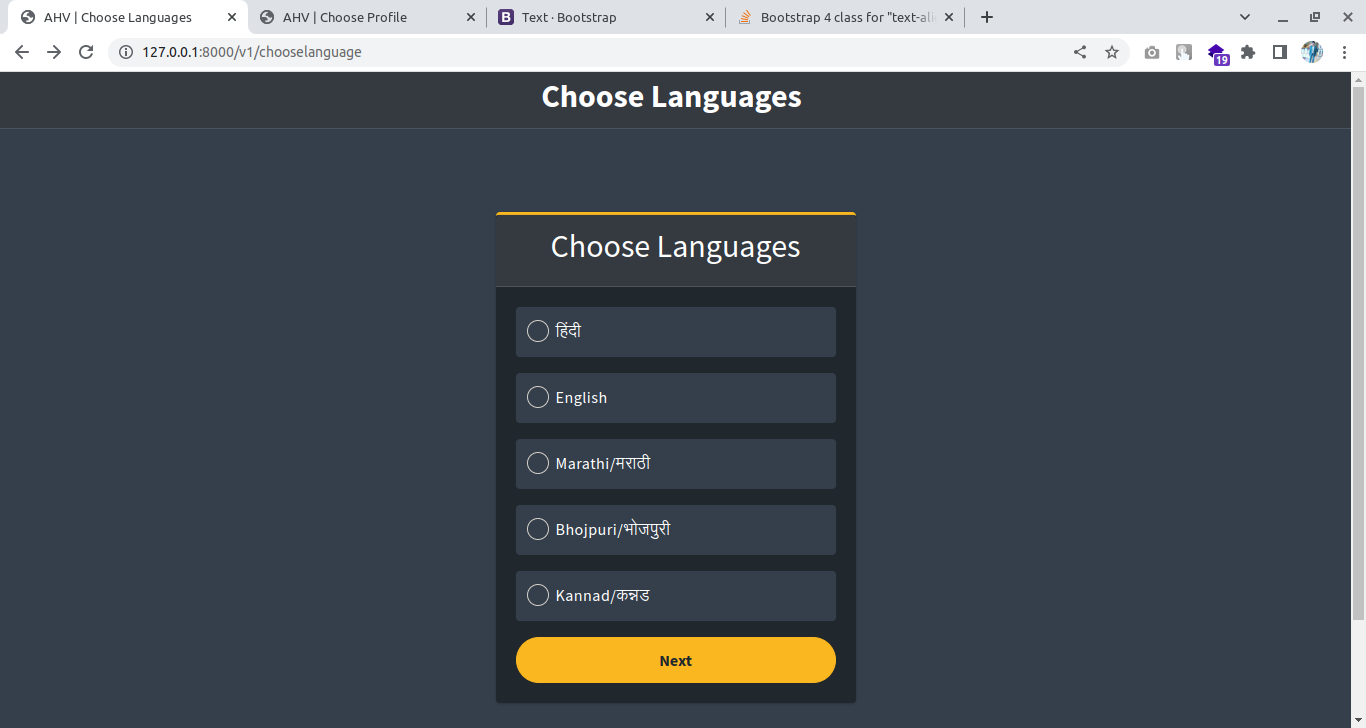 AHV | Choose Languages
AHV | Choose Profile
Text · Bootstrap
Bootstrap 4 class for "text-ali
127.0.0.1:8000/v1/chooselanguage
19
Choose Languages
Choose Languages
हिंदी
English
Marathi/मराठी
Bhojpuri/भोजपुरी
Kannad/कन्नड
Next